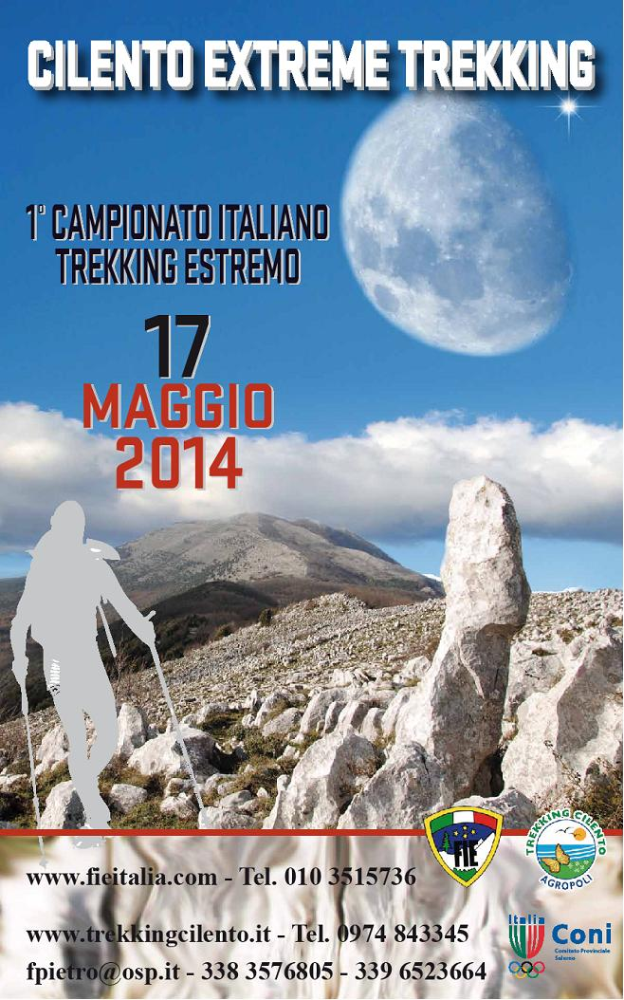 CILENTO EXTREME TREKKING
1° CAMPIONATO ITALIANO
TREKKING ESTREMO
17
MAGGIO
2014
FIE
TREKKING CILENTO
AGROPOLI
www.fieitalia.com - Tel. 010 3515736
www.trekkingcilento.it - Tel. 0974 843345
fpietro@osp.it - 338 3576805 - 339 6523664
Italia
Coni
Comitato Provinciale
Salerno